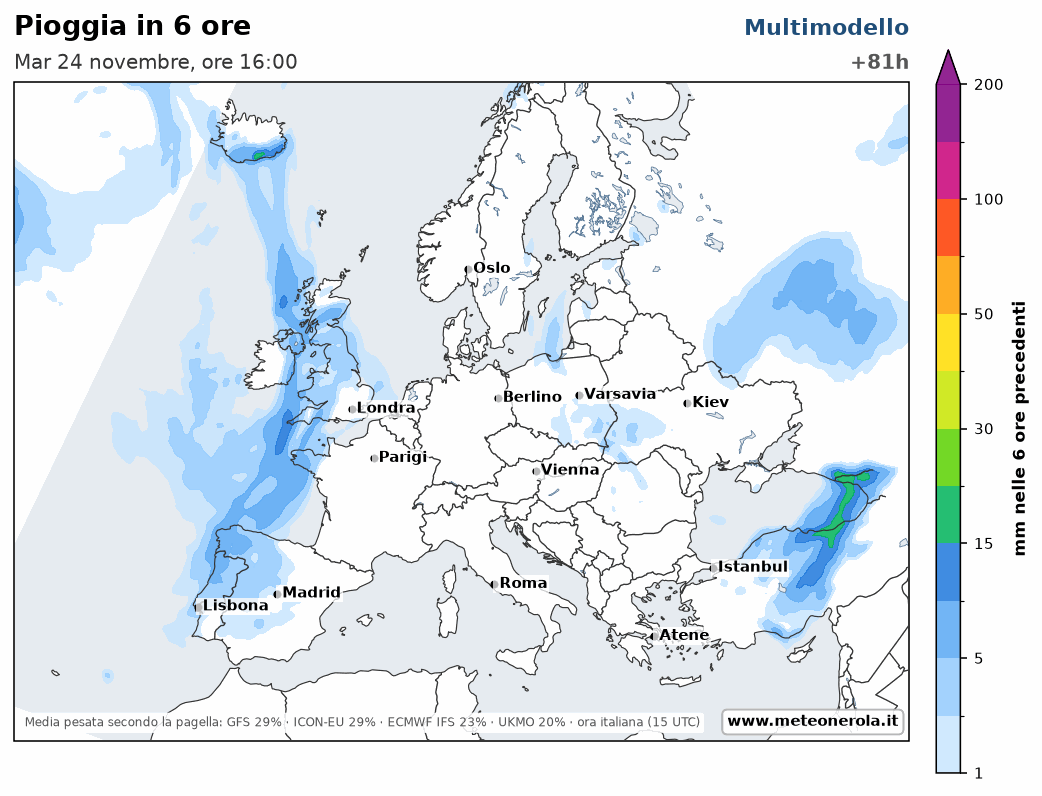 Pioggia in 6 ore
Multimodello
Mar 24 novembre, ore 16:00
+81h
200
100
50
30
15
5
1
mm nelle 6 ore precedenti
Oslo
Berlino
Varsavia
Kiev
Londra
Parigi
Vienna
Istanbul
Roma
Madrid
Lisbona
Atene
Media pesata secondo la pagella: GFS 29% · ICON-EU 29% · ECMWF IFS 23% · UKMO 20% · ora italiana (15 UTC)
www.meteonerola.it